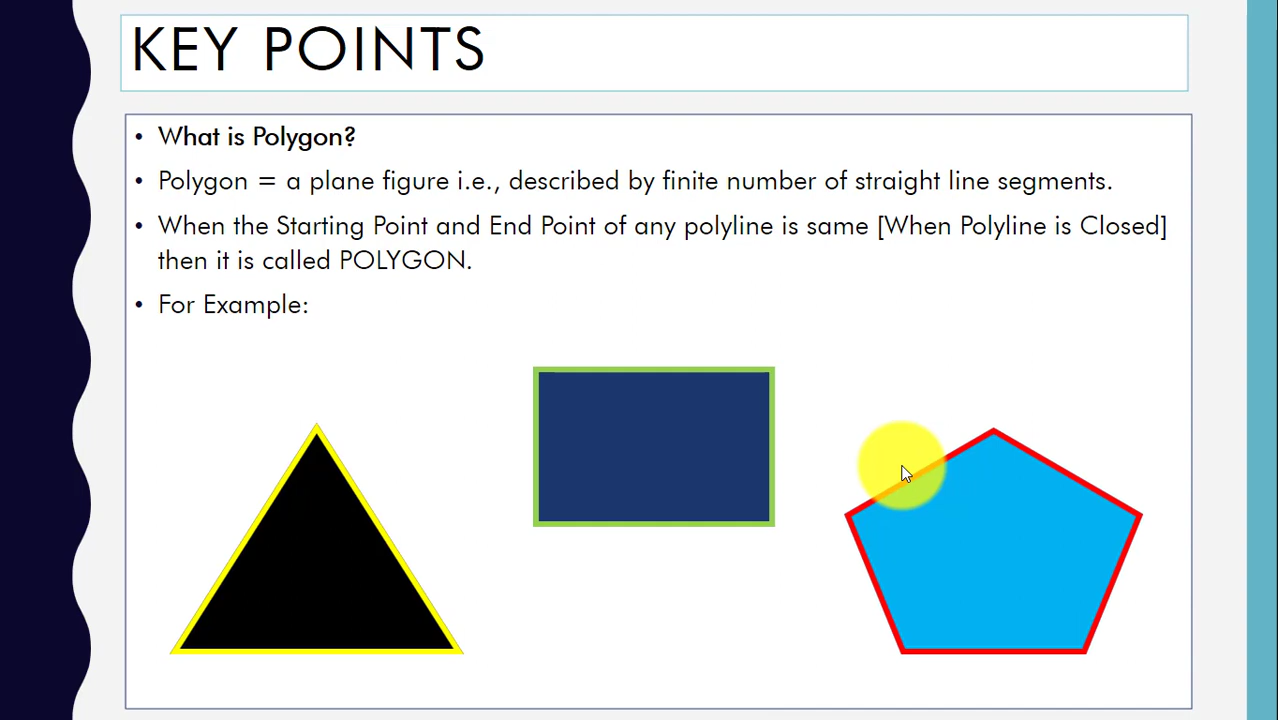 KEY POINTS
• What is Polygon?
• Polygon = a plane figure i.e., described by finite number of straight line segments.
• When the Starting Point and End Point of any polyline is same [When Polyline is Closed]
then it is called POLYGON.
• For Example: